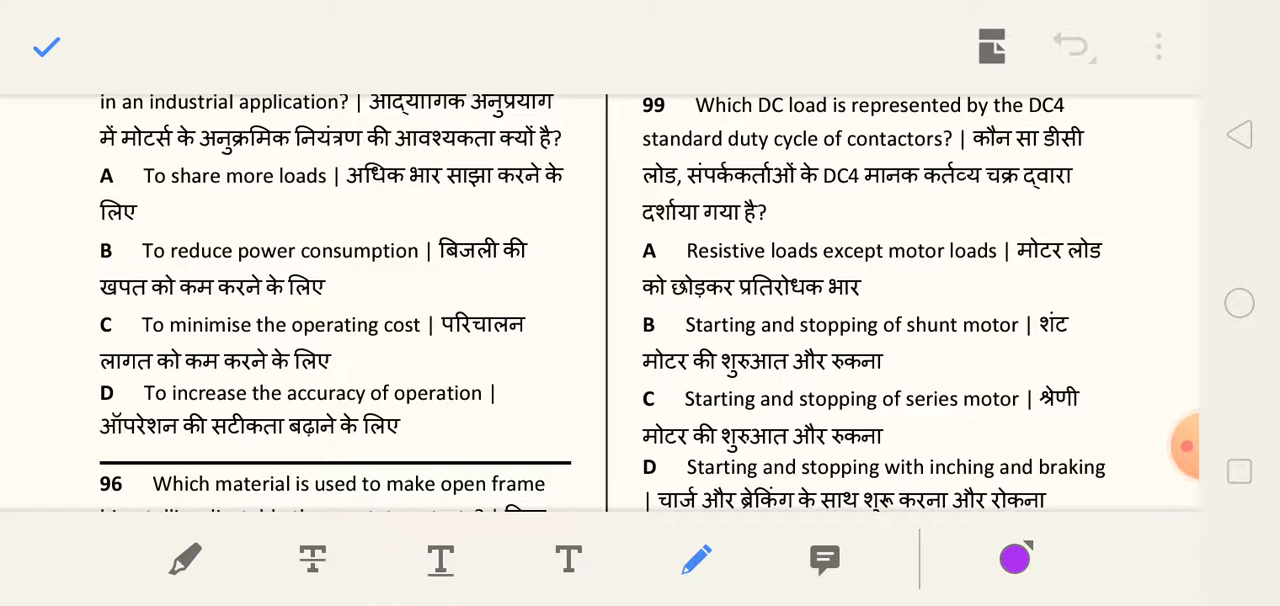 in an industrial application? | औद्योगिक अनुप्रयोग
में मोटर्स के अनुक्रमिक नियंत्रण की आवश्यकता क्यों है?
A To share more loads | अधिक भार साझा करने के
लिए
B To reduce power consumption | बिजली की
खपत को कम करने के लिए
C To minimise the operating cost | परिचालन
लागत को कम करने के लिए
D To increase the accuracy of operation |
ऑपरेशन की सटीकता बढ़ाने के लिए
96 Which material is used to make open frame
99 Which DC load is represented by the DC4
standard duty cycle of contactors? | कौन सा डीसी
लोड, संपर्ककर्ताओं के DC4 मानक कर्तव्य चक्र द्वारा
दर्शाया गया है?
A Resistive loads except motor loads | मोटर लोड
को छोड़कर प्रतिरोधक भार
B Starting and stopping of shunt motor | शंट
मोटर की शुरुआत और रुकना
C Starting and stopping of series motor | श्रेणी
मोटर की शुरुआत और रुकना
D Starting and stopping with inching and braking
| चार्ज और ब्रेकिंग के साथ शुरू करना और रोकना